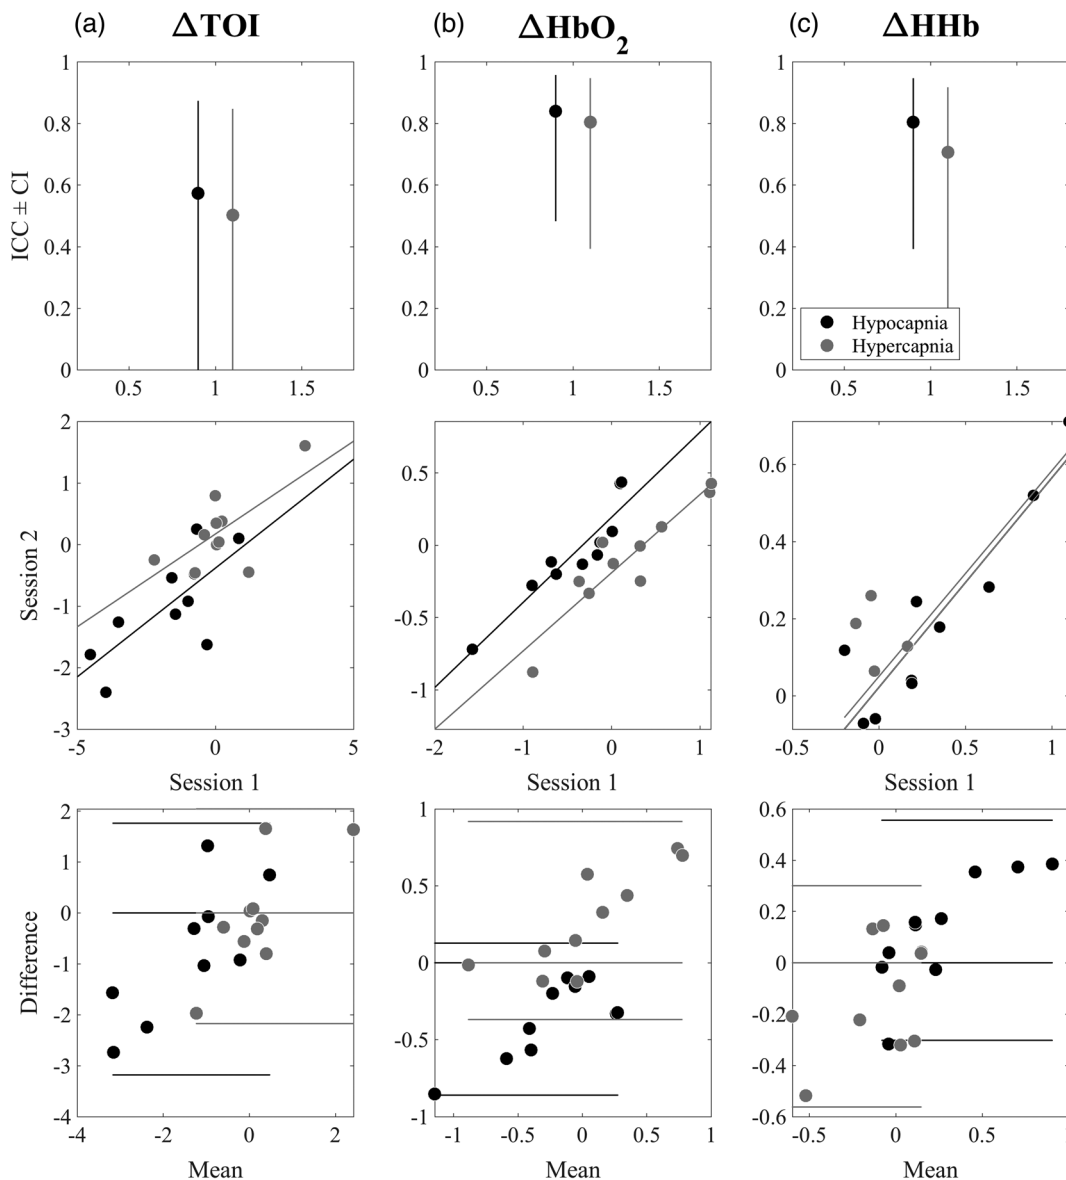 (a) ΔTOI (b) ΔHbO2 (c) ΔHHb
ICC ± CI
1
0.8
0.6
0.4
0.2
0
0.5 1 1.5
1
0.8
0.6
0.4
0.2
0
0.5 1 1.5
1
0.8
0.6
0.4
0.2
0
0.5 1 1.5
Hypocapnia
Hypercapnia
Session 2
2
1
0
-1
-2
-3
-5 0 5
Session 1
0.5
0
-0.5
-1
-2 -1 0 1
Session 1
0.6
0.4
0.2
0
-0.5 0 0.5 1
Session 1
Difference
2
1
0
-1
-2
-3
-4
-4 -2 0 2
Mean
1
0.5
0
-0.5
-1
-1 -0.5 0 0.5 1
Mean
0.6
0.4
0.2
0
-0.2
-0.4
-0.6
-0.5 0 0.5
Mean